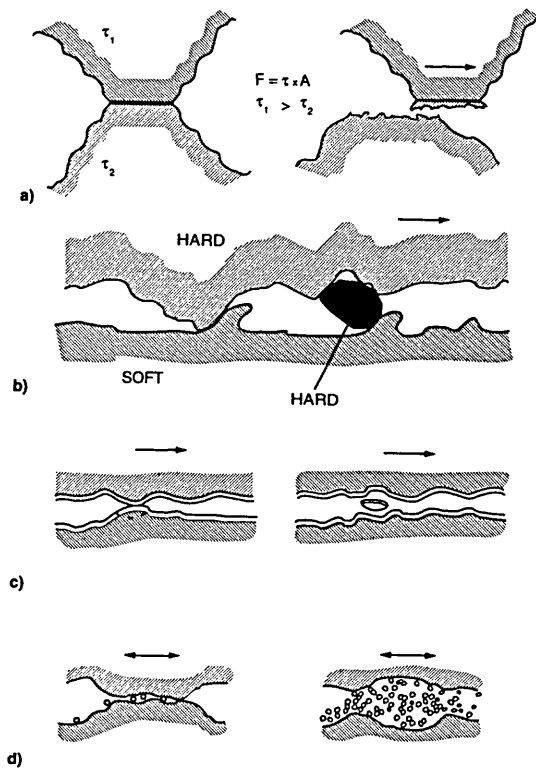 τ₁
F = τ x A
τ₁ > τ₂
τ₂
a)
HARD
SOFT
HARD
b)
c)
d)